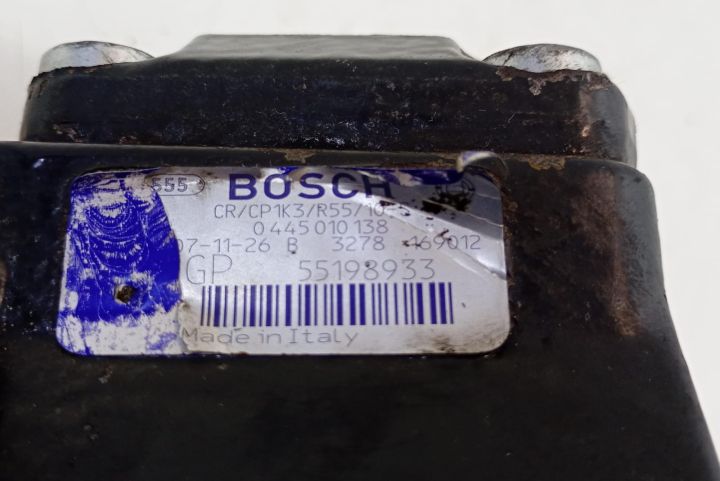 555 BOSCH
CR/CP1K3/R55/10
0 445 010 138
07-11-26 B 3278 169012
GP 55198933
Made in Italy